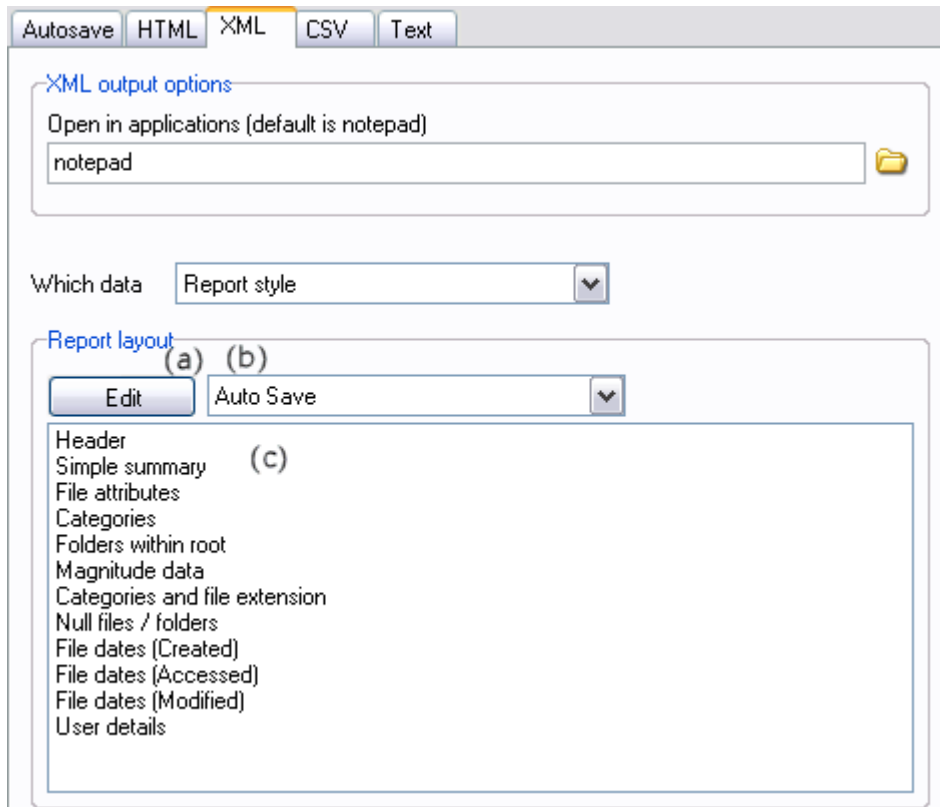 Autosave HTML XML CSV Text
XML output options
Open in applications (default is notepad)
notepad
Which data Report style
Report layout
(a) (b)
Edit Auto Save
Header
Simple summary (c)
File attributes
Categories
Folders within root
Magnitude data
Categories and file extension
Null files / folders
File dates (Created)
File dates (Accessed)
File dates (Modified)
User details